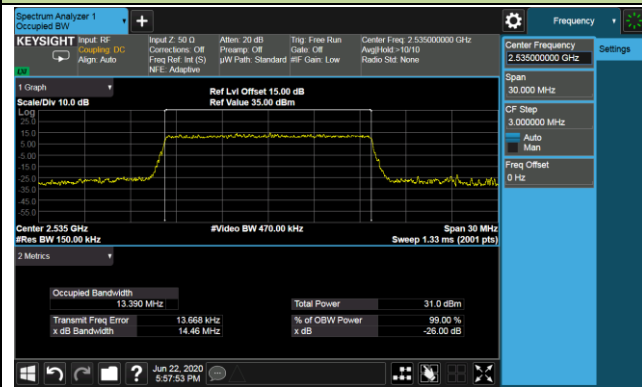 Spectrum Analyzer 1
Occupied BW
+
Frequency
KEYSIGHT
Input: RF
Coupling: DC
Align: Auto
Input Z: 50 Ω
Corrections: Off
Freq Ref: Int (S)
NFE: Adaptive
Atten: 20 dB
Preamp: Off
µW Path: Standard
Trig: Free Run
Gate: Off
#IF Gain: Low
Center Freq: 2.535000000 GHz
Avg|Hold:>10/10
Radio Std: None
Center Frequency
2.535000000 GHz
Settings
Span
30.000 MHz
CF Step
3.000000 MHz
Auto
Man
Freq Offset
0 Hz
1 Graph
Scale/Div 10.0 dB
Ref Lvl Offset 15.00 dB
Ref Value 35.00 dBm
Log
25.0
15.0
5.00
-5.00
-15.0
-25.0
-35.0
-45.0
-55.0
Center 2.535 GHz
#Res BW 150.00 kHz
#Video BW 470.00 kHz
Span 30 MHz
Sweep 1.33 ms (2001 pts)
2 Metrics
Occupied Bandwidth
13.390 MHz
Total Power 31.0 dBm
Transmit Freq Error 13.668 kHz
% of OBW Power 99.00 %
x dB Bandwidth 14.46 MHz
x dB -26.00 dB
?
Jun 22, 2020
5:57:53 PM